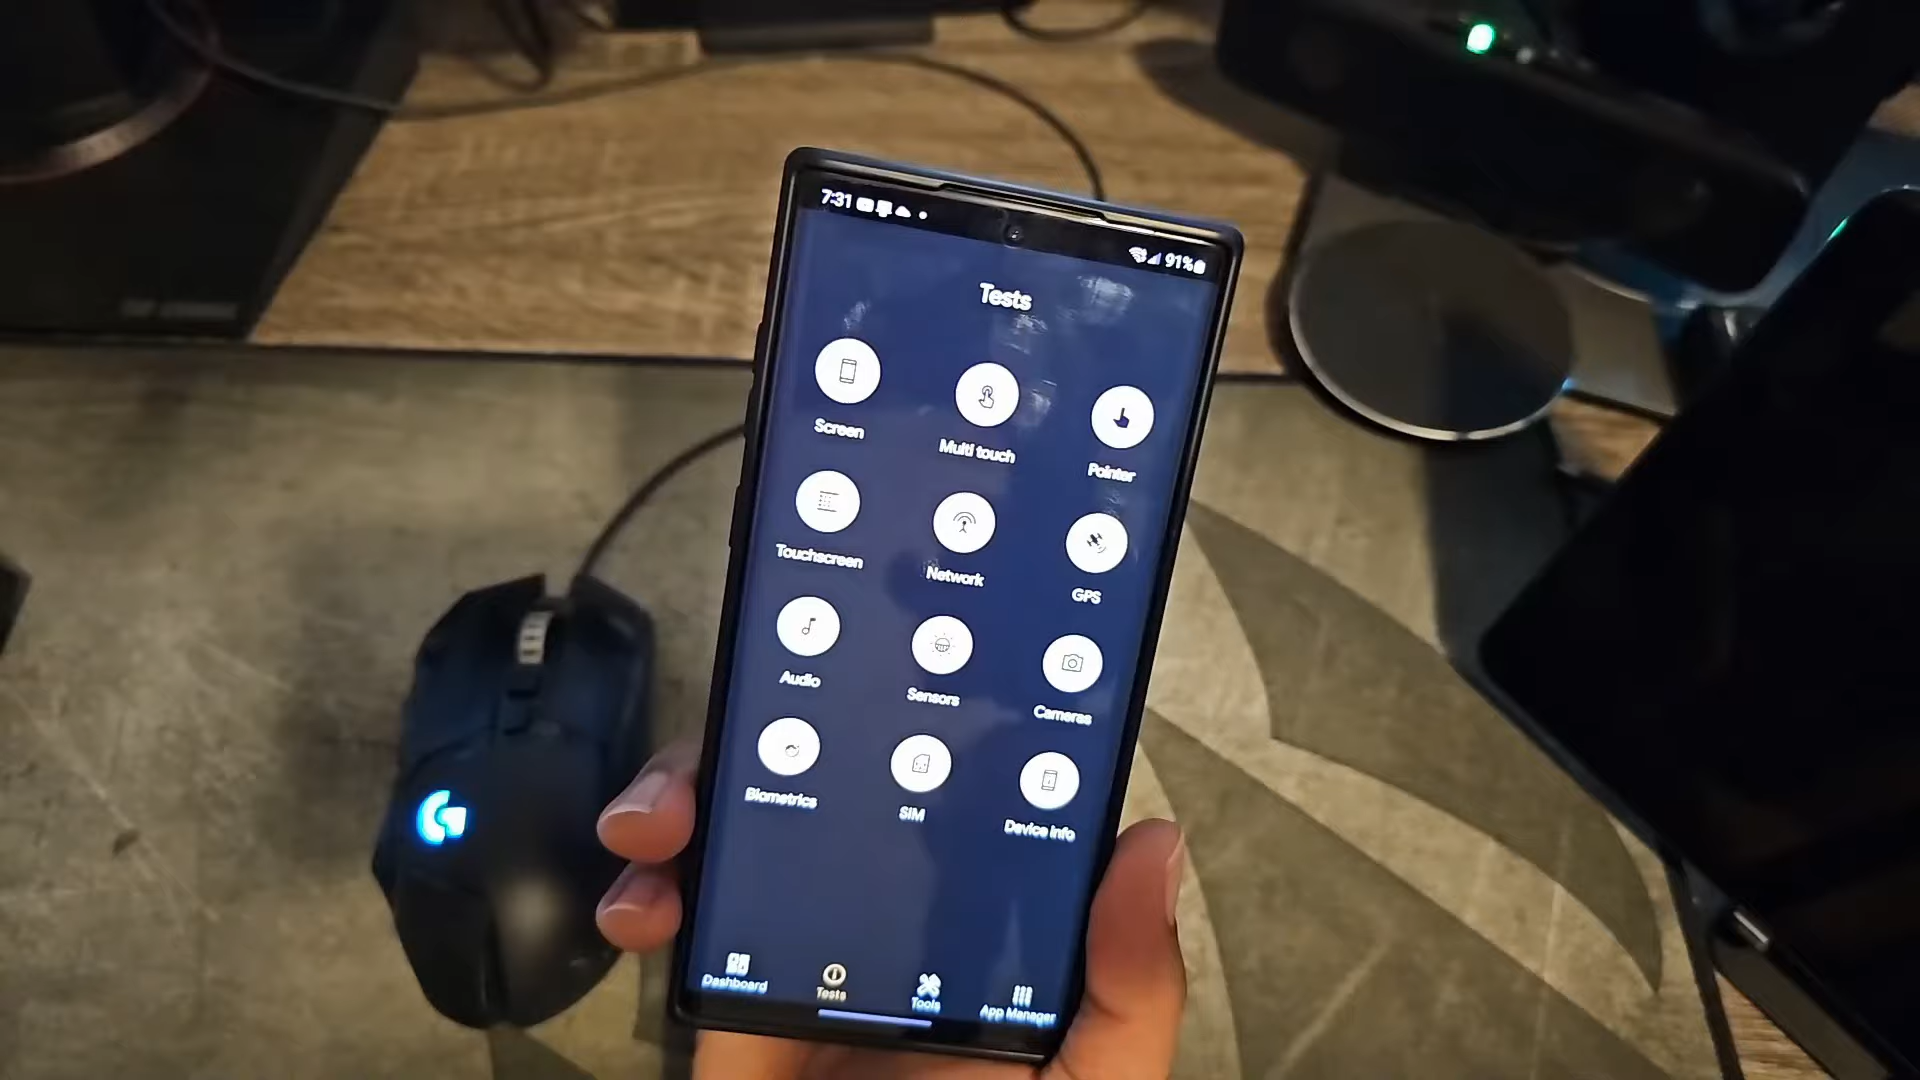 7:31
91%
Tests
Screen
Multi touch
Pointer
Touchscreen
Network
GPS
Audio
Sensors
Cameras
Biometrics
SIM
Device Info
Dashboard
Tests
Tools
App Manager